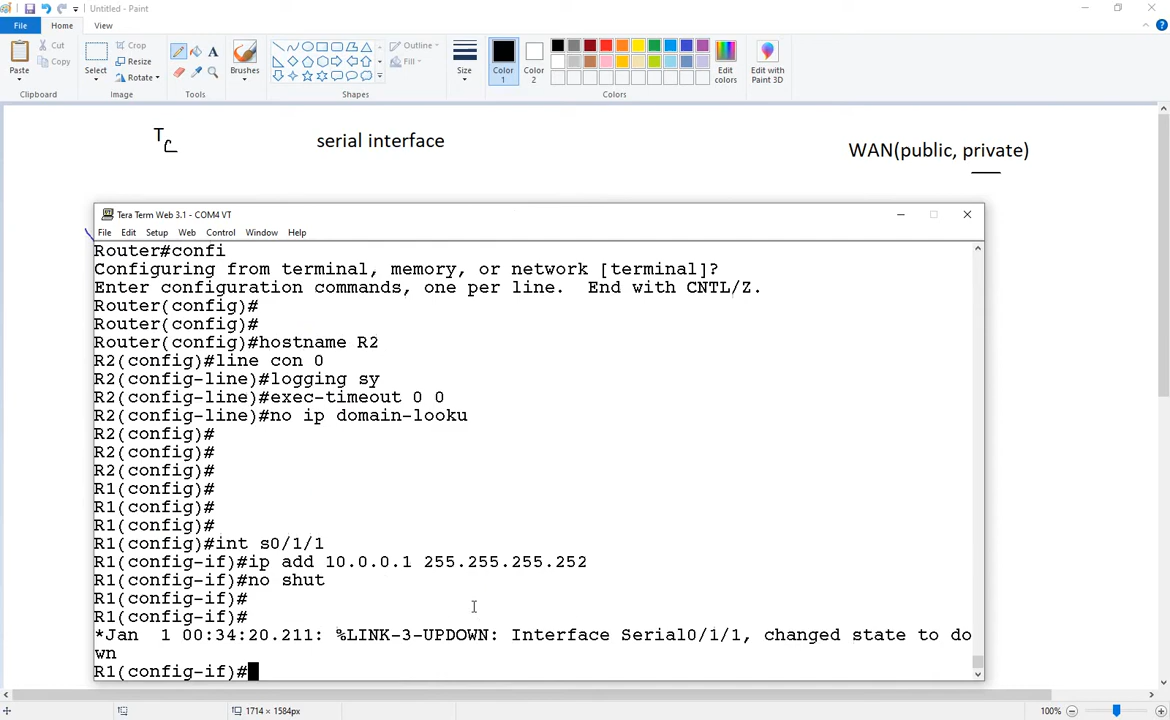 Untitled - Paint
File Home View
Paste
Cut
Copy
Select
Crop
Resize
Rotate
A
Brushes
Outline
Fill
Size
Color
1
Color
2
Edit
colors
Edit with
Paint 3D
Clipboard
Image
Tools
Shapes
Colors
T
serial interface
WAN(public, private)
Tera Term Web 3.1 - COM4 VT
File Edit Setup Web Control Window Help
Router#confi
Configuring from terminal, memory, or network [terminal]?
Enter configuration commands, one per line.  End with CNTL/Z.
Router(config)#
Router(config)#
Router(config)#hostname R2
R2(config)#line con 0
R2(config-line)#logging sy
R2(config-line)#exec-timeout 0 0
R2(config-line)#no ip domain-looku
R2(config)#
R2(config)#
R2(config)#
R1(config)#
R1(config)#
R1(config)#
R1(config)#int s0/1/1
R1(config-if)#ip add 10.0.0.1 255.255.255.252
R1(config-if)#no shut
R1(config-if)#
R1(config-if)#
*Jan  1 00:34:20.211: %LINK-3-UPDOWN: Interface Serial0/1/1, changed state to do
wn
R1(config-if)#
1714 × 1584px
100%